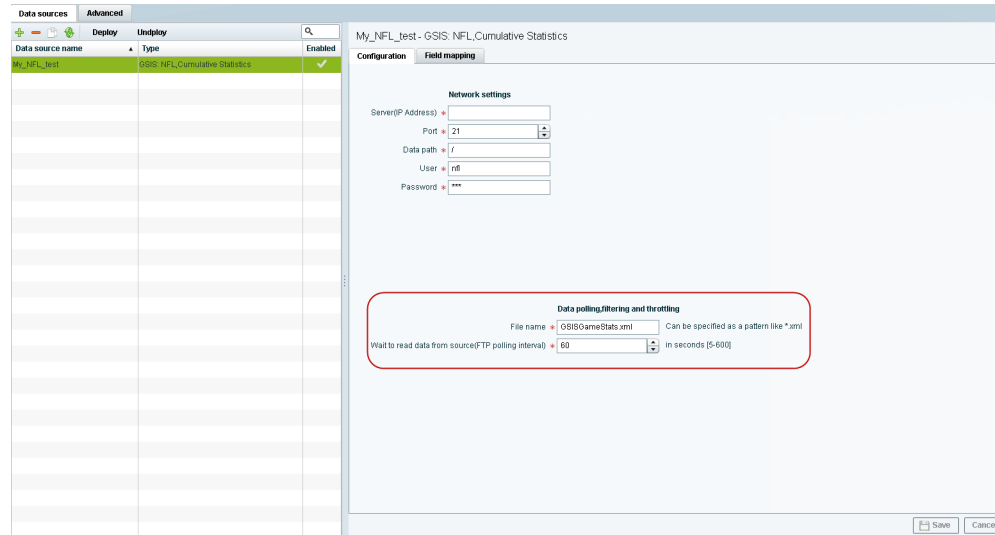 Data sources Advanced
Deploy Undploy
Data source name Type Enabled
My_NFL_test GSIS: NFL,Cumulative Statistics
My_NFL_test - GSIS: NFL,Cumulative Statistics
Configuration Field mapping
Network settings
Server(IP Address) *
Port * 21
Data path * /
User * nfl
Password * ***
Data polling,filtering and throttling
File name * GSISGameStats.xml Can be specified as a pattern like *.xml
Wait to read data from source(FTP polling interval) * 60 in seconds [5-600]
Save Cance